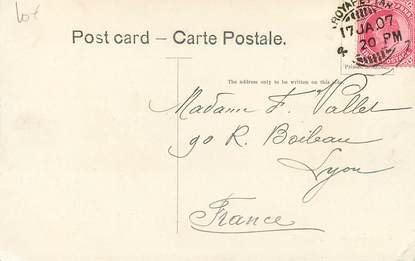 lot
ROYAPETTAH
17 JA.07
20 PM
Post card – Carte Postale.
The address only to be written on this side.
Madame F. Vallet
90 R. Boileau
Lyon
France